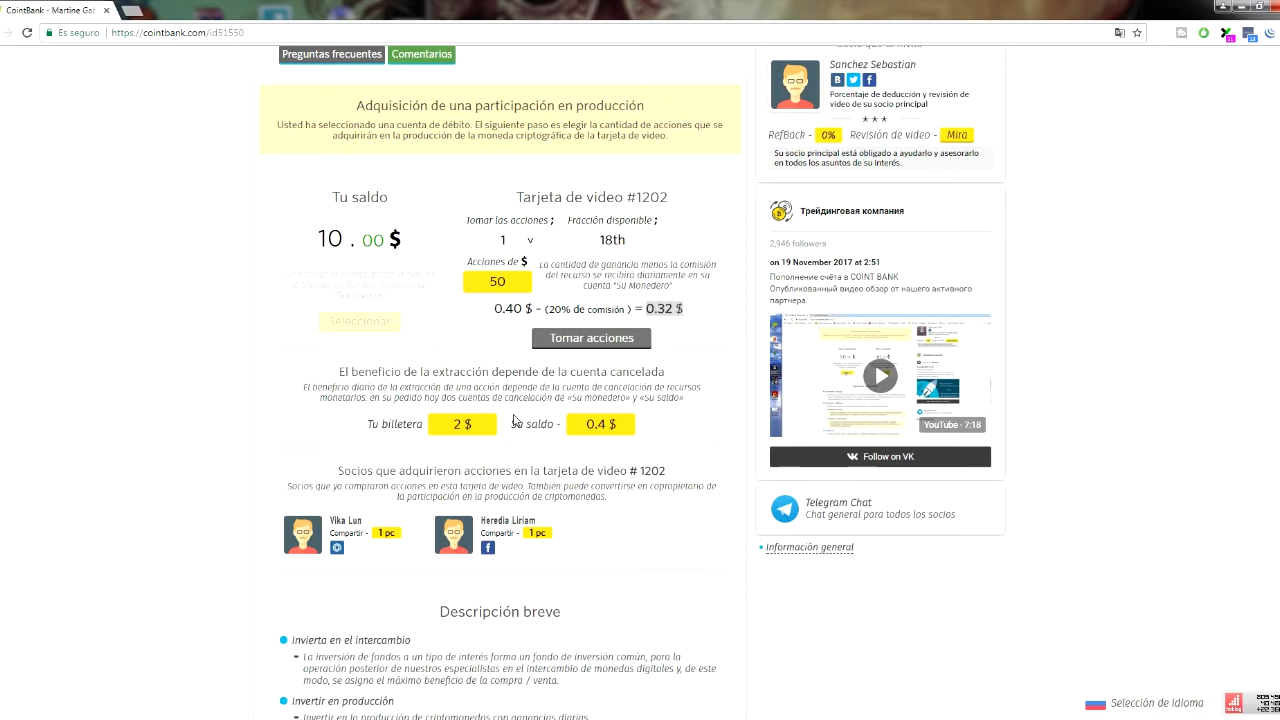 CointBank - Martine Gal
Es seguro
https://cointbank.com/id51550
Preguntas frecuentes
Comentarios
Adquisición de una participación en producción
Usted ha seleccionado una cuenta de débito. El siguiente paso es elegir la cantidad de acciones que se
adquirirán en la producción de la moneda criptográfica de la tarjeta de video.
Tu saldo
10 . 00 $
Seleccionar
Tarjeta de video #1202
Tomar las acciones ;
Fracción disponible ;
1 v
18th
Acciones de $
50
La cantidad de ganancia menos la comisión
del recurso se recibirá diariamente en su
cuenta "Su Monedero"
0.40 $ - (20% de comisión ) = 0.32 $
Tomar acciones
El beneficio de la extracción depende de la cuenta cancelada
El beneficio diario de la extracción de una acción depende de la cuenta de cancelación de recursos
monetarios. en su pedido hay dos cuentas de cancelación del «monedero» y «Su saldo»
Tu billetera
2 $
saldo -
0.4 $
Socios que adquirieron acciones en la tarjeta de video # 1202
Socios que ya compraron acciones en esta tarjeta de video. También puede convertirse en copropietario de
la participación en la producción de criptomonedas.
Vika Lun
Compartir - 1 pc
Heredia Liriam
Compartir - 1 pc
Descripción breve
Invierta en el intercambio
- La inversión de fondos a un tipo de interés forma un fondo de inversión común, para la
operación posterior de nuestros especialistas en el intercambio de monedas digitales y, de este
modo, se asigna el máximo beneficio de la compra / venta.
Invertir en producción
- Invertir en la producción de criptomonedas con ganancias diarias
Sanchez Sebastian
Porcentaje de deducción y revisión de
video de su socio principal
* * *
RefBack - 0% Revisión de video - Mira
Su socio principal está obligado a ayudarlo y asesorarlo
en todos los asuntos de su interés.
Трейдинговая компания
2,946 followers
on 19 November 2017 at 2:51
Пополнение счёта в COINT BANK
Опубликованный видео обзор от нашего активного
партнера.
YouTube · 7:18
Follow on VK
Telegram Chat
Chat general para todos los socios
Información general
Selección de Idioma